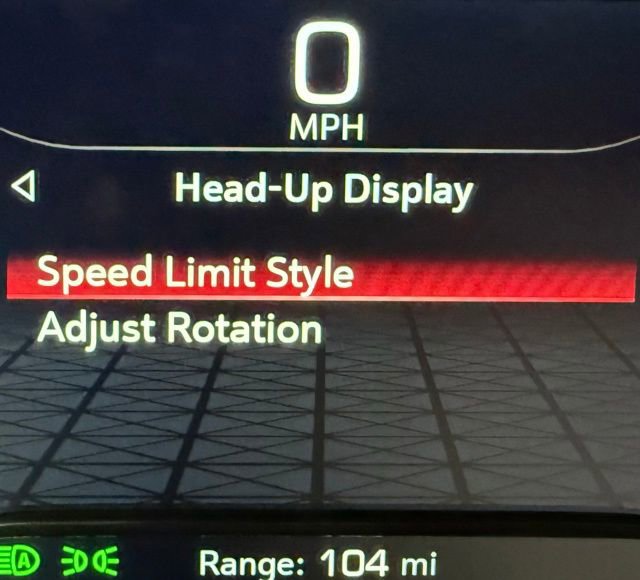 0
MPH
Head-Up Display
Speed Limit Style
Adjust Rotation
A Range: 104 mi